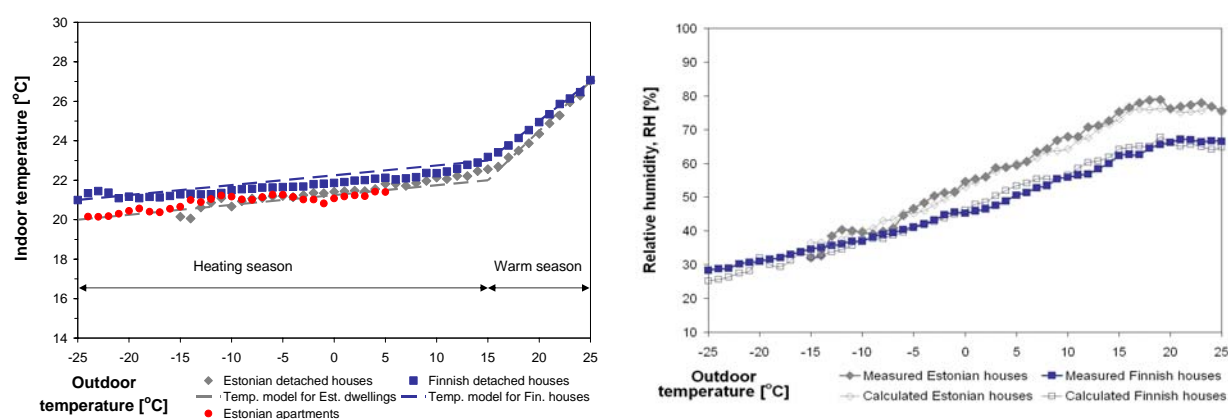 30
28
26
24
22
20
18
16
14
Indoor temperature [°C]
Heating season
Warm season
-25 -20 -15 -10 -5 0 5 10 15 20 25
Outdoor
temperature [°C]
Estonian detached houses
Finnish detached houses
Temp. model for Est. dwellings
Temp. model for Fin. houses
Estonian apartments
100
90
80
70
60
50
40
30
20
10
Relative humidity, RH [%]
-25 -20 -15 -10 -5 0 5 10 15 20 25
Outdoor
temperature [°C]
Measured Estonian houses
Measured Finnish houses
Calculated Estonian houses
Calculated Finnish houses